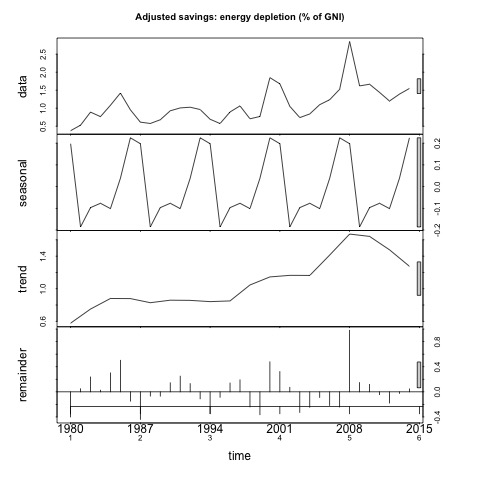 Adjusted savings: energy depletion (% of GNI)
data
0.5 1.0 1.5 2.0 2.5
seasonal
-0.2 -0.1 0.0 0.1 0.2
trend
0.6 1.0 1.4
remainder
-0.4 0.0 0.4 0.8
1980 1987 1994 2001 2008 2015
1 2 3 4 5 6
time